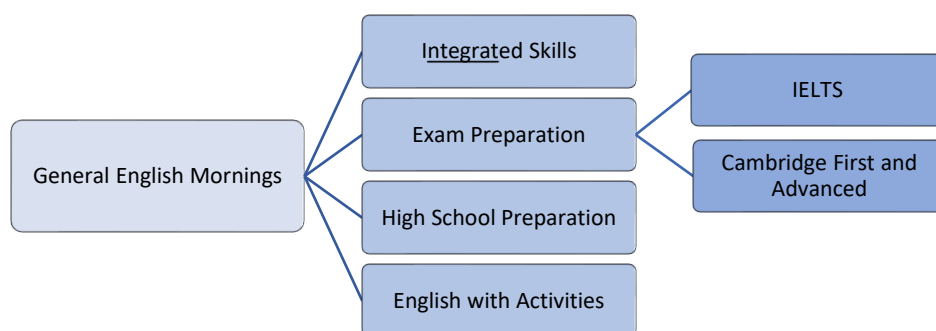 General English Mornings
Integrated Skills
Exam Preparation
High School Preparation
English with Activities
IELTS
Cambridge First and
Advanced